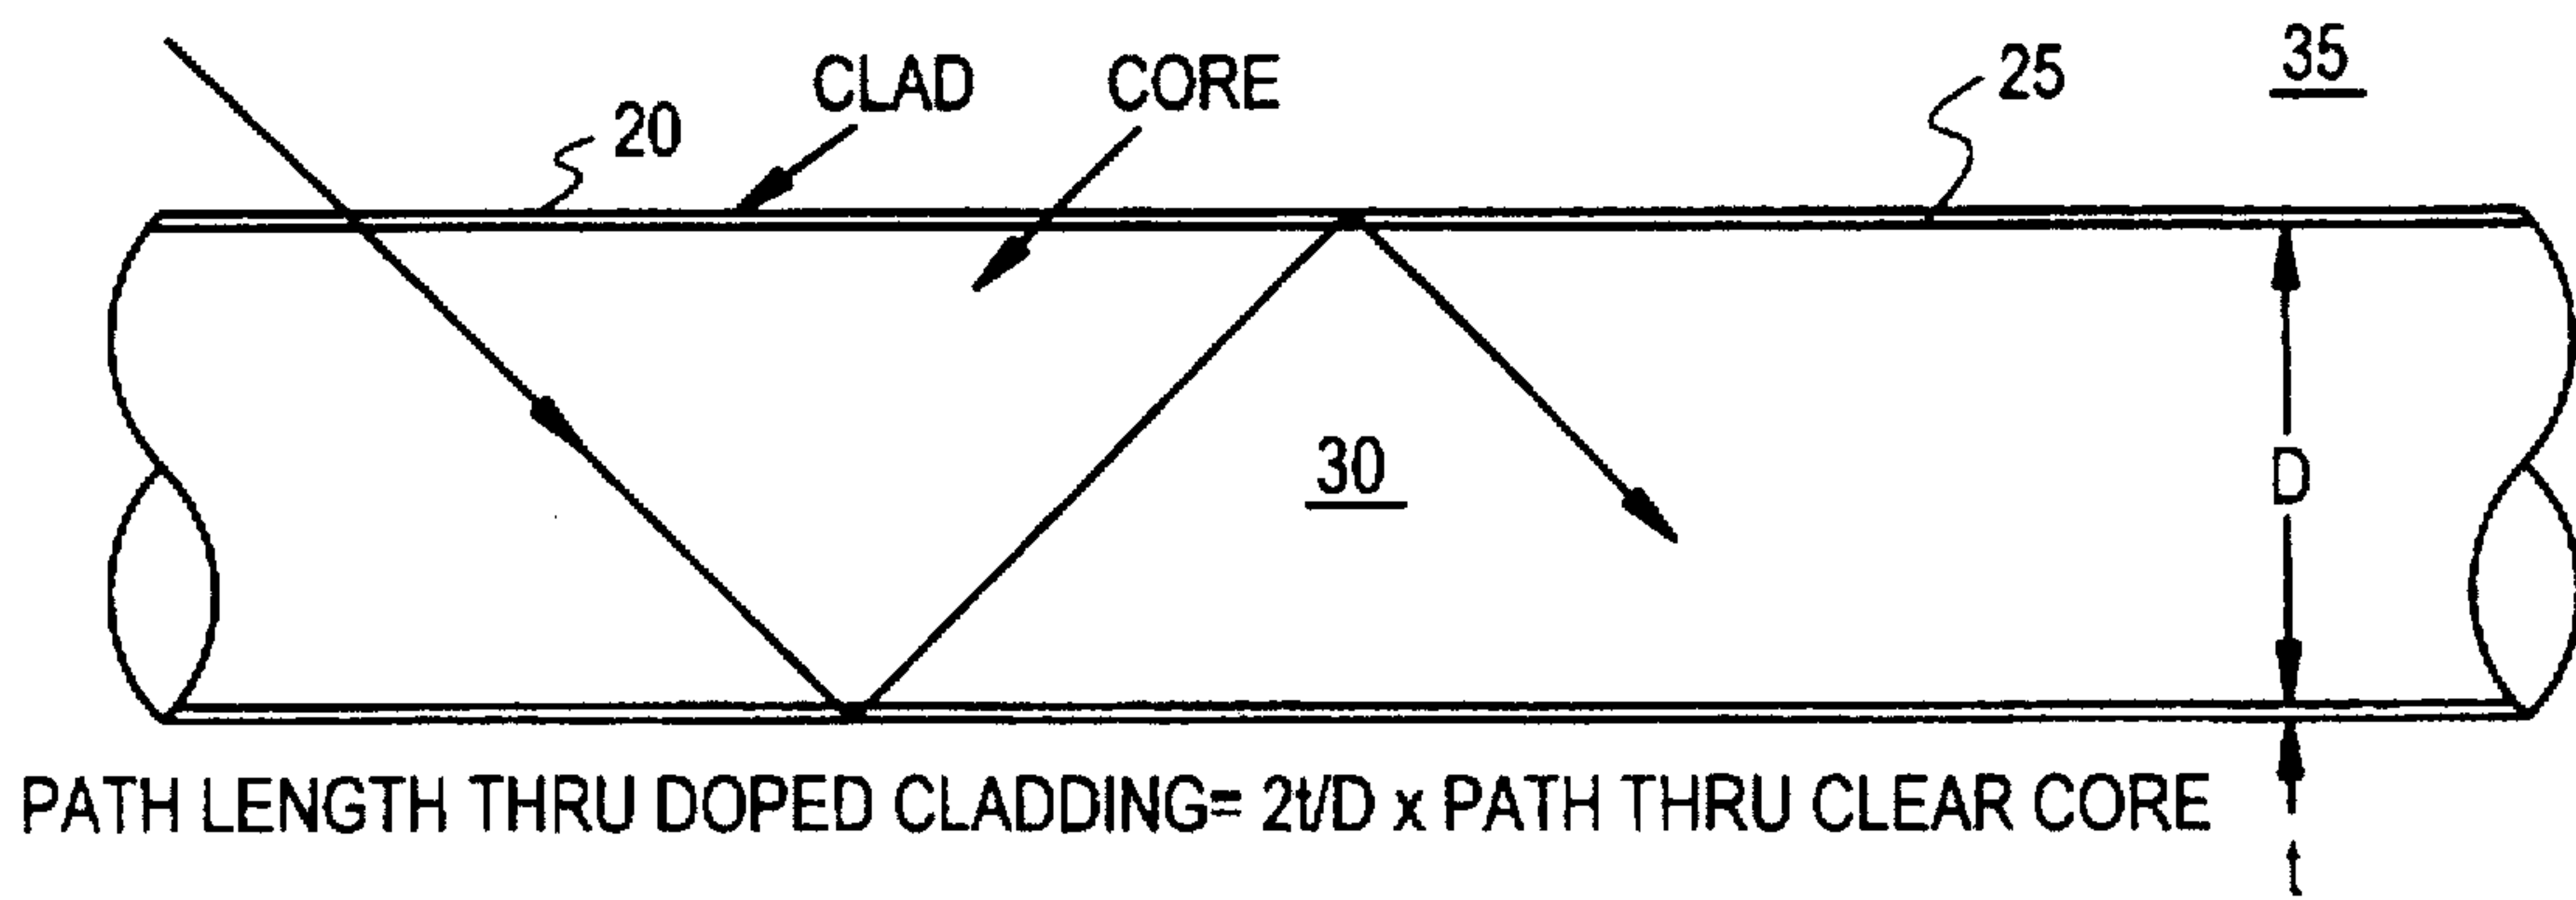 35
25
CLAD
CORE
20
30
D
PATH LENGTH THRU DOPED CLADDING= 2t/D x PATH THRU CLEAR CORE
t